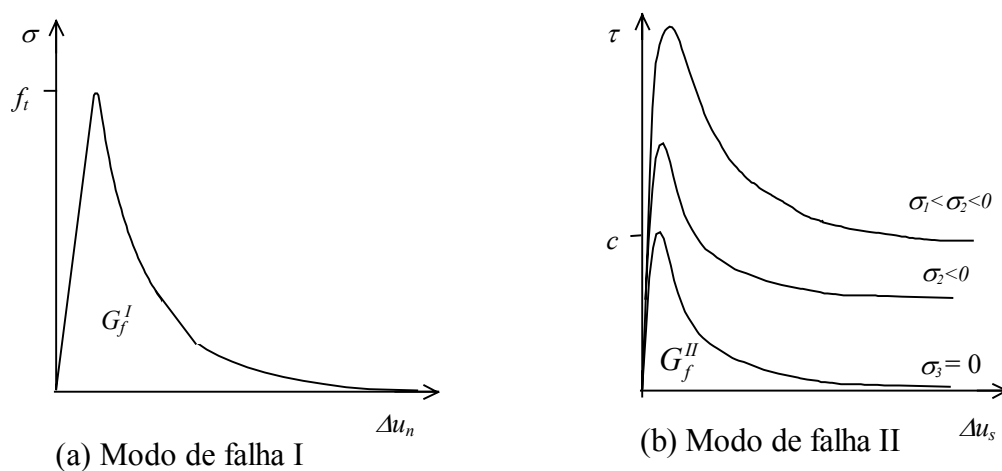 σ
f_t
G_f^I
Δu_n
(a) Modo de falha I
τ
c
σ_1<σ_2<0
σ_2<0
G_f^{II}
σ_3= 0
Δu_s
(b) Modo de falha II